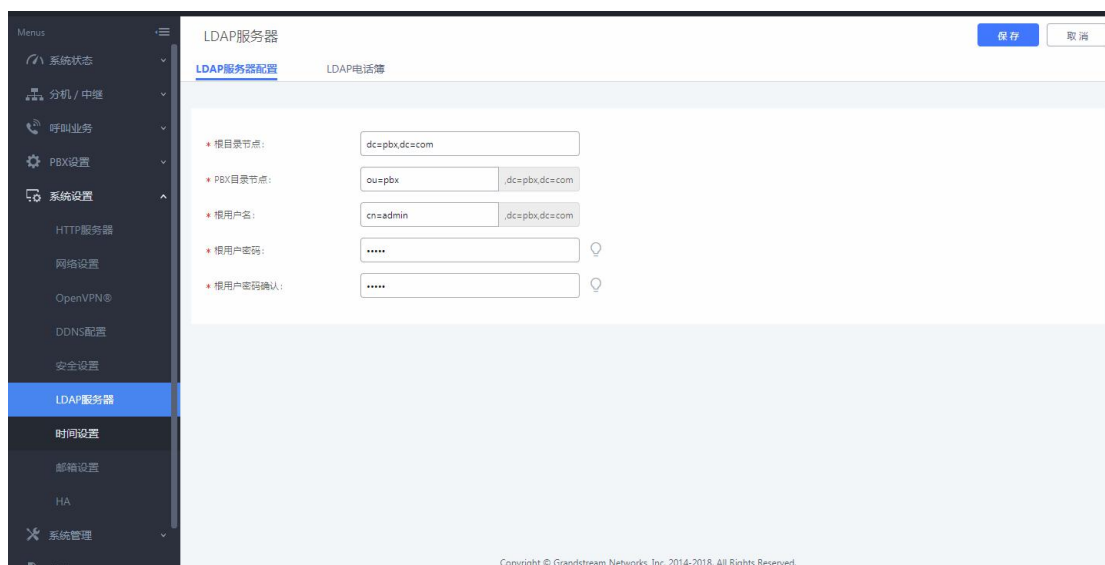 Menus
系统状态
分机 / 中继
呼叫业务
PBX设置
系统设置
HTTP服务器
网络设置
OpenVPN®
DDNS配置
安全设置
LDAP服务器
时间设置
邮箱设置
HA
系统管理
LDAP服务器
保存 取消
LDAP服务器配置 LDAP电话簿
* 根目录节点: dc=pbx,dc=com
* PBX目录节点: ou=pbx ,dc=pbx,dc=com
* 根用户名: cn=admin ,dc=pbx,dc=com
* 根用户密码: •••••
* 根用户密码确认: •••••
Copyright © Grandstream Networks, Inc. 2014-2018. All Rights Reserved.